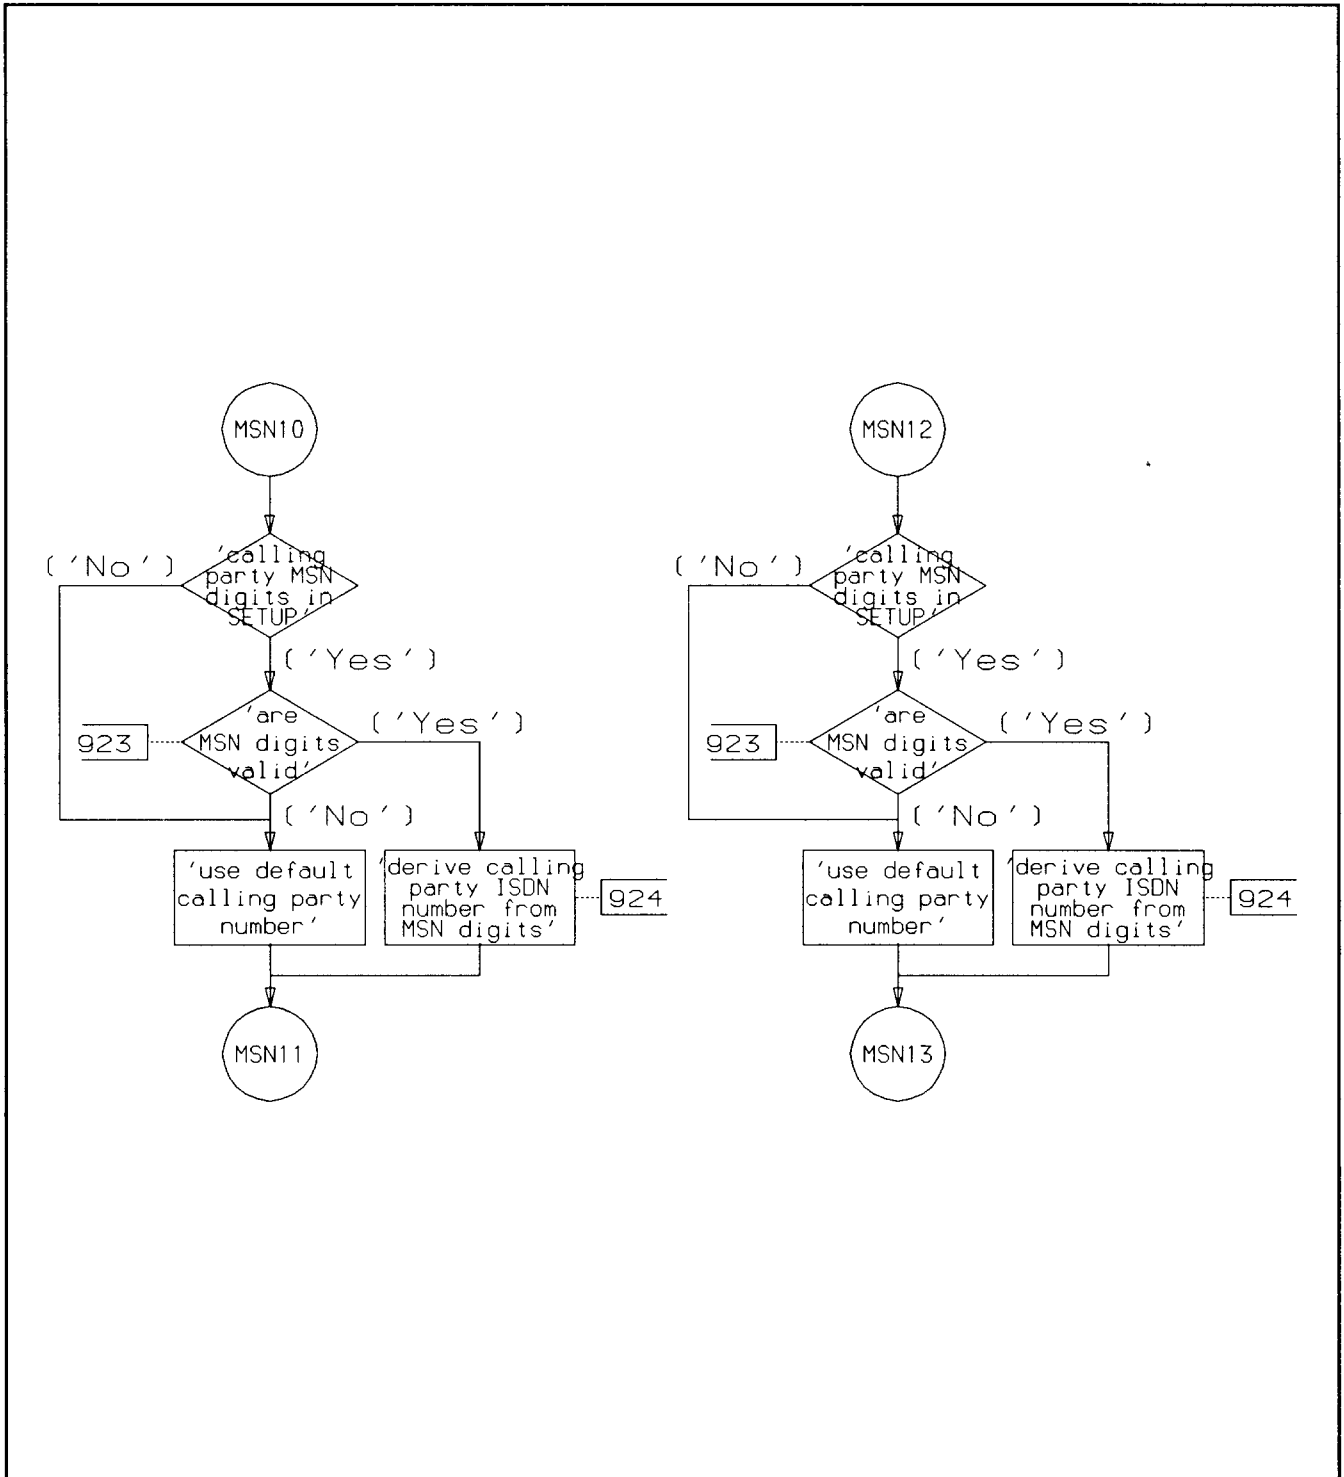 MSN10
('No')
'calling
party MSN
digits in
SETUP'
('Yes')
923
'are
MSN digits
valid'
('Yes')
('No')
'use default
calling party
number'
'derive calling
party ISDN
number from
MSN digits'
924
MSN11
MSN12
('No')
'calling
party MSN
digits in
SETUP'
('Yes')
923
'are
MSN digits
valid'
('Yes')
('No')
'use default
calling party
number'
'derive calling
party ISDN
number from
MSN digits'
924
MSN13